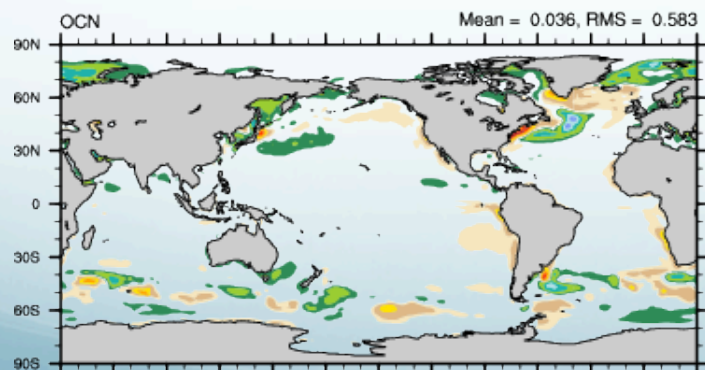 OCN
Mean = 0.036, RMS = 0.583
90N
60N
30N
0
30S
60S
90S